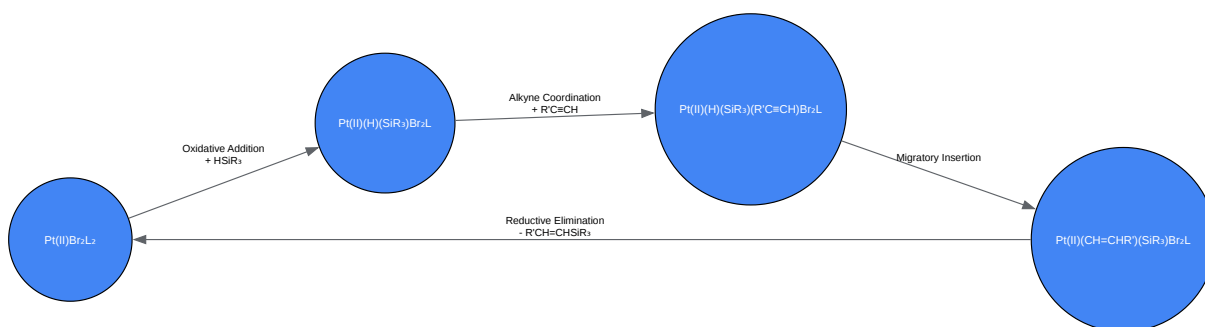 Pt(II)Br₂L₂
Oxidative Addition
+ HSiR₃
Pt(II)(H)(SiR₃)Br₂L
Alkyne Coordination
+ R'C≡CH
Pt(II)(H)(SiR₃)(R'C≡CH)Br₂L
Migratory Insertion
Pt(II)(CH=CHR')(SiR₃)Br₂L
Reductive Elimination
- R'CH=CHSiR₃